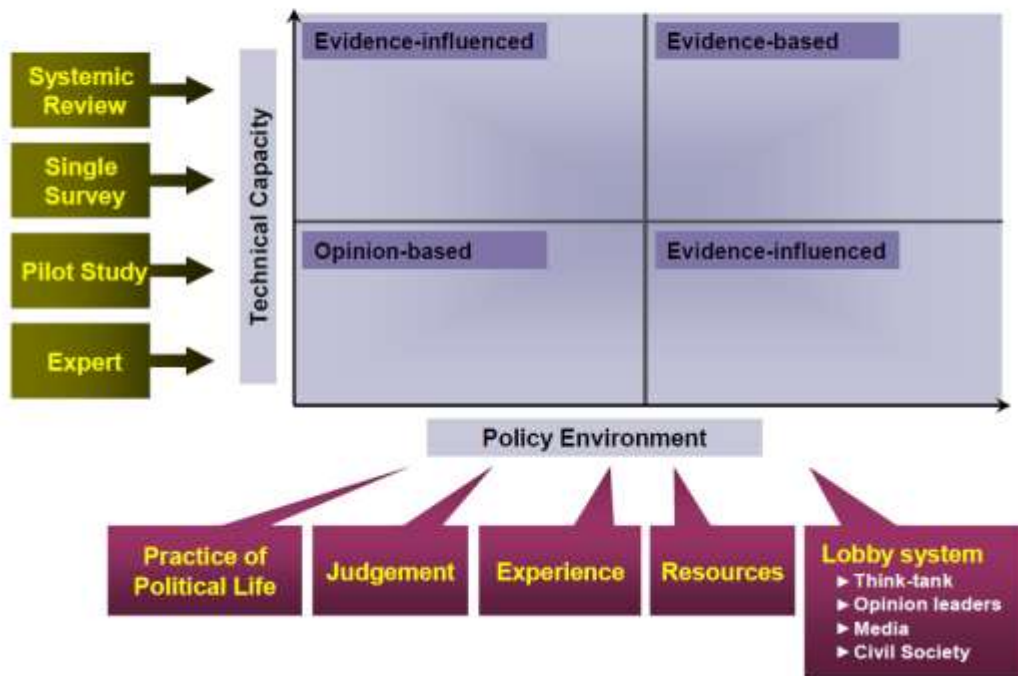 Evidence-influenced
Evidence-based
Systemic
Review
Single
Survey
Pilot Study
Expert
Technical Capacity
Opinion-based
Evidence-influenced
Policy Environment
Practice of
Political Life
Judgement
Experience
Resources
Lobby system
► Think-tank
► Opinion leaders
► Media
► Civil Society